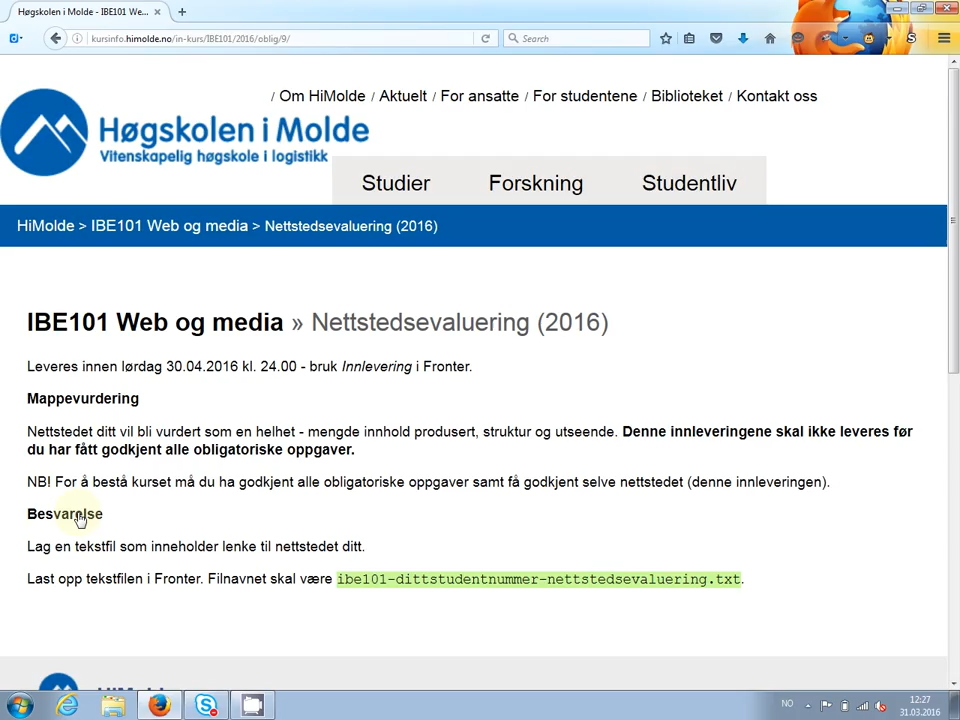 Høgskolen i Molde - IBE101 We...
kursinfo.himolde.no/in-kurs/IBE101/2016/oblig/9/
Search
/ Om HiMolde / Aktuelt / For ansatte / For studentene / Biblioteket / Kontakt oss
Høgskolen i Molde
Vitenskapelig høgskole i logistikk
Studier Forskning Studentliv
HiMolde > IBE101 Web og media > Nettstedsevaluering (2016)
IBE101 Web og media » Nettstedsevaluering (2016)
Leveres innen lørdag 30.04.2016 kl. 24.00 - bruk Innlevering i Fronter.
Mappevurdering
Nettstedet ditt vil bli vurdert som en helhet - mengde innhold produsert, struktur og utseende. Denne innleveringene skal ikke leveres før
du har fått godkjent alle obligatoriske oppgaver.
NB! For å bestå kurset må du ha godkjent alle obligatoriske oppgaver samt få godkjent selve nettstedet (denne innleveringen).
Besvarelse
Lag en tekstfil som inneholder lenke til nettstedet ditt.
Last opp tekstfilen i Fronter. Filnavnet skal være ibe101-dittstudentnummer-nettstedsevaluering.txt.
NO
12:27
31.03.2016